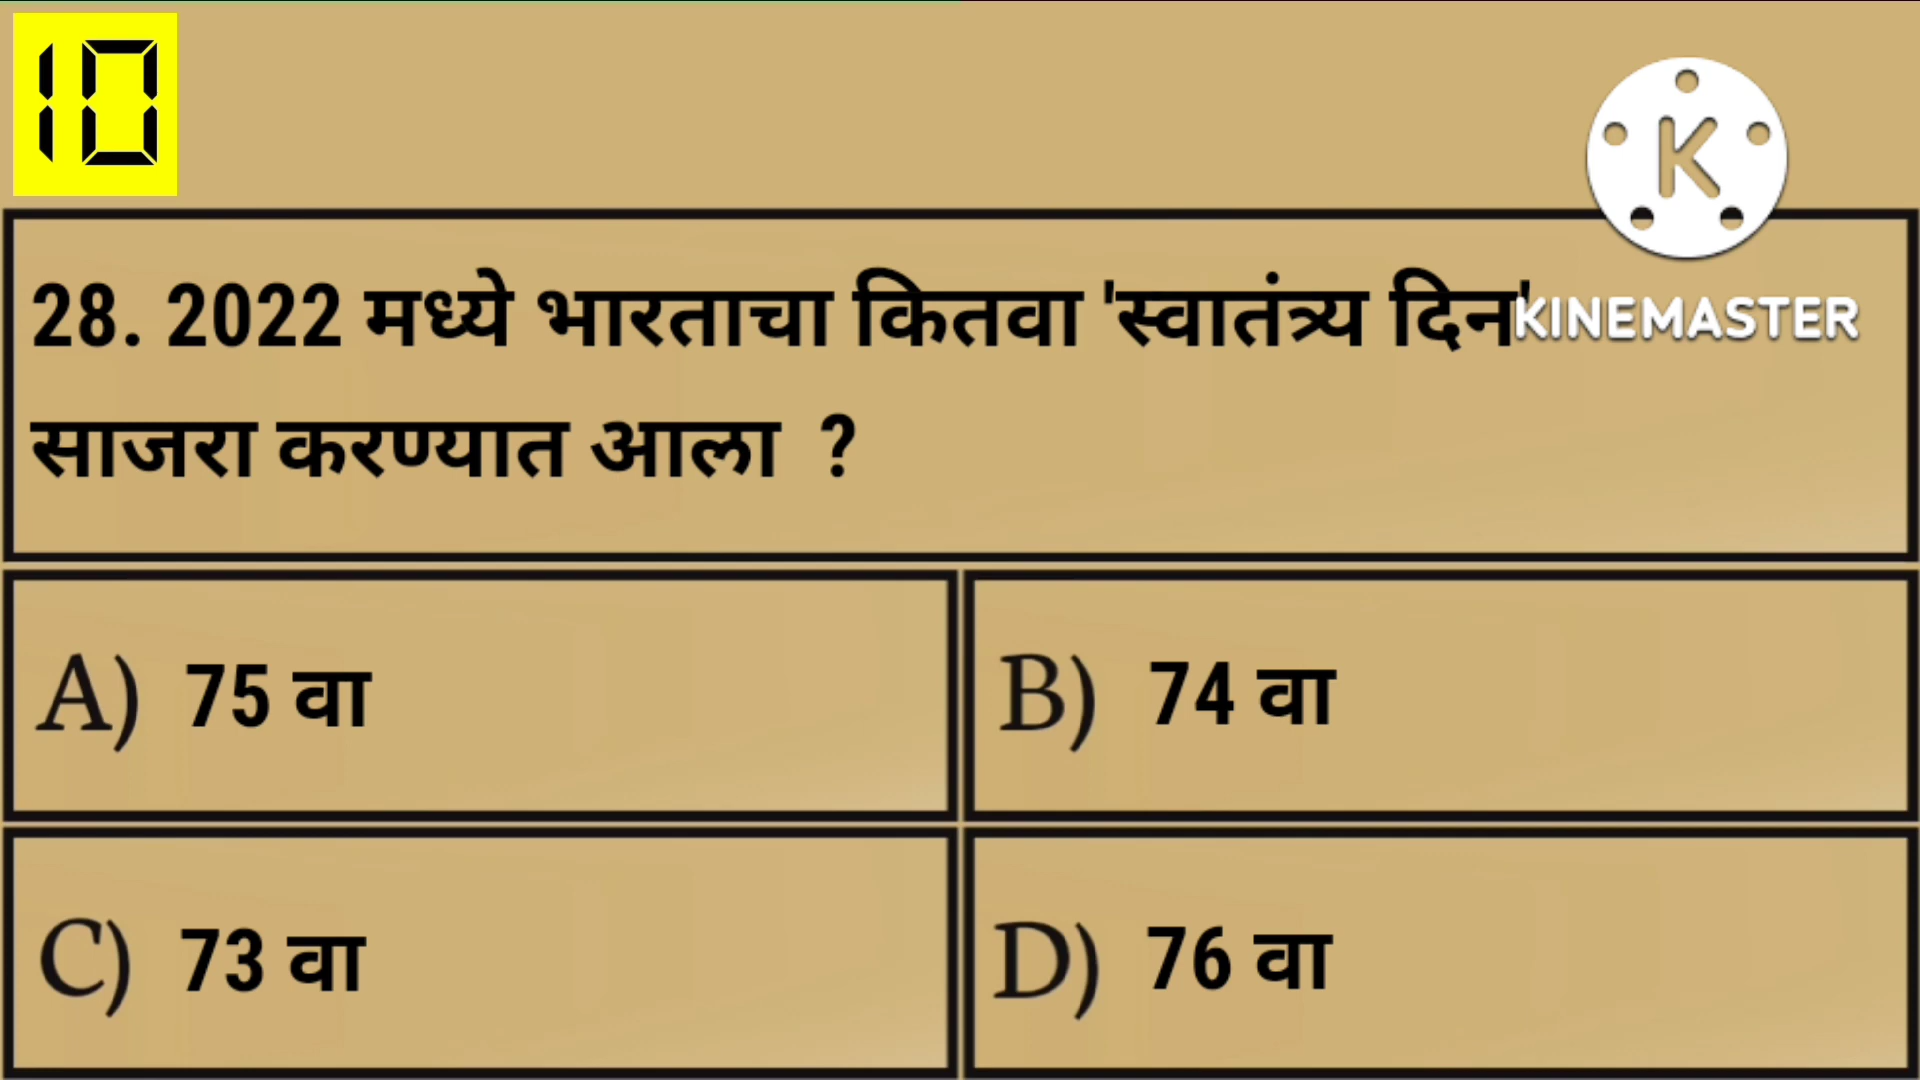 10
K
KINEMASTER
28. 2022 मध्ये भारताचा कितवा 'स्वातंत्र्य दिन'
साजरा करण्यात आला ?
A) 75 वा
B) 74 वा
C) 73 वा
D) 76 वा